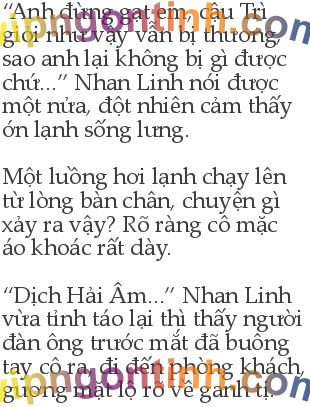 “Anh đừng gạt em, cậu Trì
giỏi như vậy vẫn bị thương,
sao anh lại không bị gì được
chứ...” Nhan Linh nói được
một nửa, đột nhiên cảm thấy
ớn lạnh sống lưng.

Một luồng hơi lạnh chạy lên
từ lòng bàn chân, chuyện gì
xảy ra vậy? Rõ ràng cô mặc
áo khoác rất dày.

“Dịch Hải Âm...” Nhan Linh
vừa tỉnh táo lại thì thấy người
đàn ông trước mắt đã buông
tay cô ra, đi đến phòng khách,
gương mặt lộ rõ vẻ ganh tị.
vipngontinh.com
vipngontinh.com